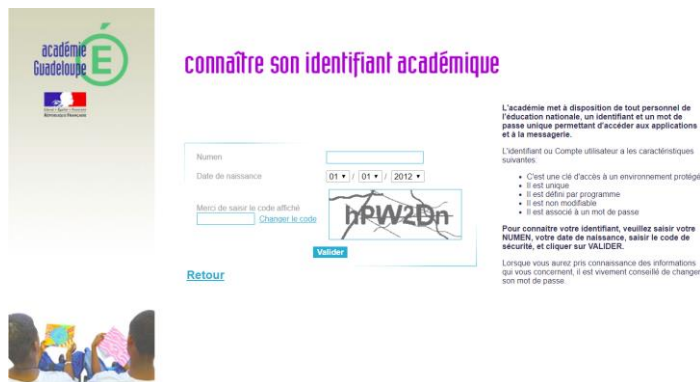 académie
Guadeloupe
É
Liberté • Égalité • Fraternité
RÉPUBLIQUE FRANÇAISE
connaître son identifiant académique
Numen
Date de naissance
01 / 01 / 2012
Merci de saisir le code affiché
Changer le code
hPW2Dn
Valider
Retour
L'académie met à disposition de tout personnel de
l'éducation nationale, un identifiant et un mot de
passe unique permettant d'accéder aux applications
et à la messagerie.
L'identifiant ou Compte utilisateur a les caractéristiques
suivantes:
• C'est une clé d'accès à un environnement protégé
• Il est unique
• Il est défini par programme
• Il est non modifiable
• Il est associé à un mot de passe
Pour connaître votre identifiant, veuillez saisir votre
NUMEN, votre date de naissance, saisir le code de
sécurité, et cliquer sur VALIDER.
Lorsque vous aurez pris connaissance des informations
qui vous concernent, il est vivement conseillé de changer
son mot de passe.